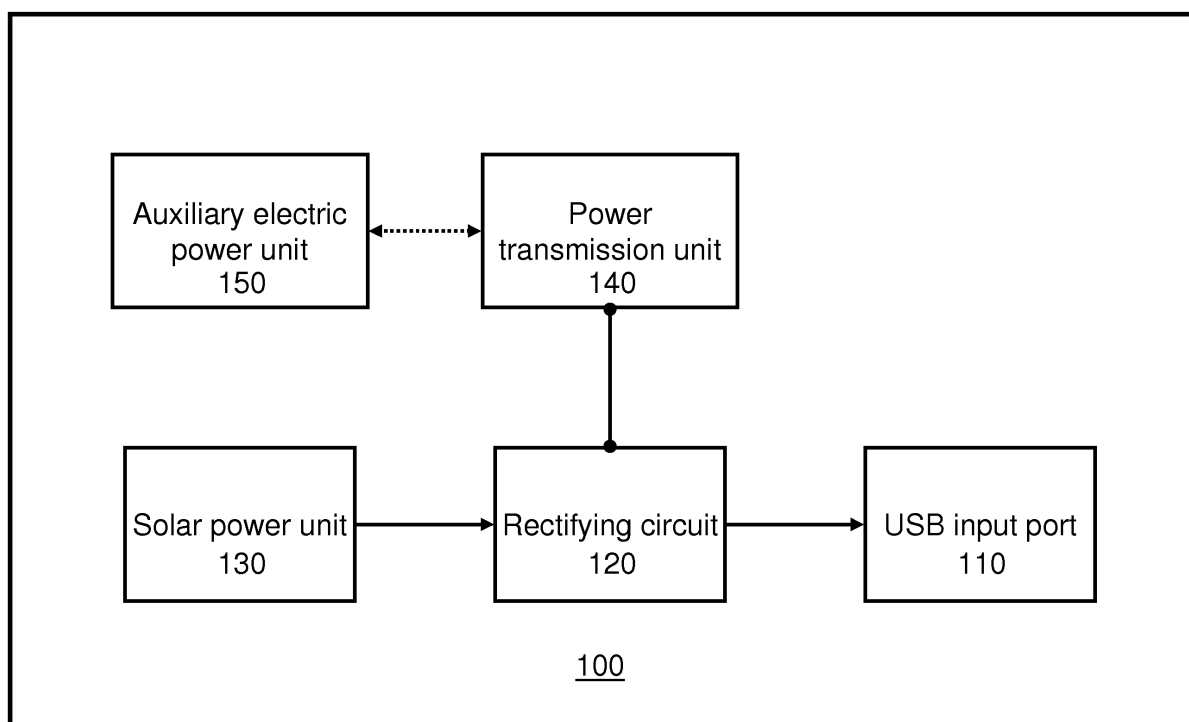 Auxiliary electric
power unit
150
Power
transmission unit
140
Solar power unit
130
Rectifying circuit
120
USB input port
110
100